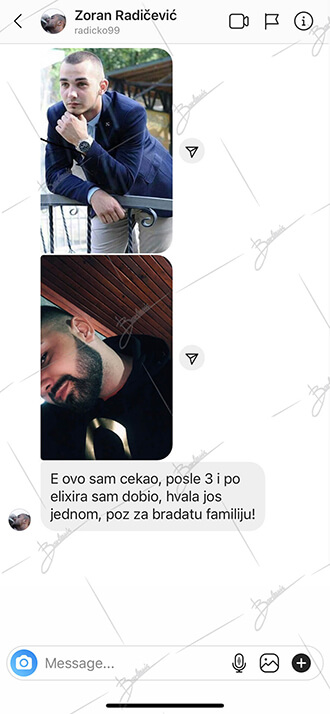 Zoran Radičević
radicko99
E ovo sam cekao, posle 3 i po
elixira sam dobio, hvala jos
jednom, poz za bradatu familiju!
Message...